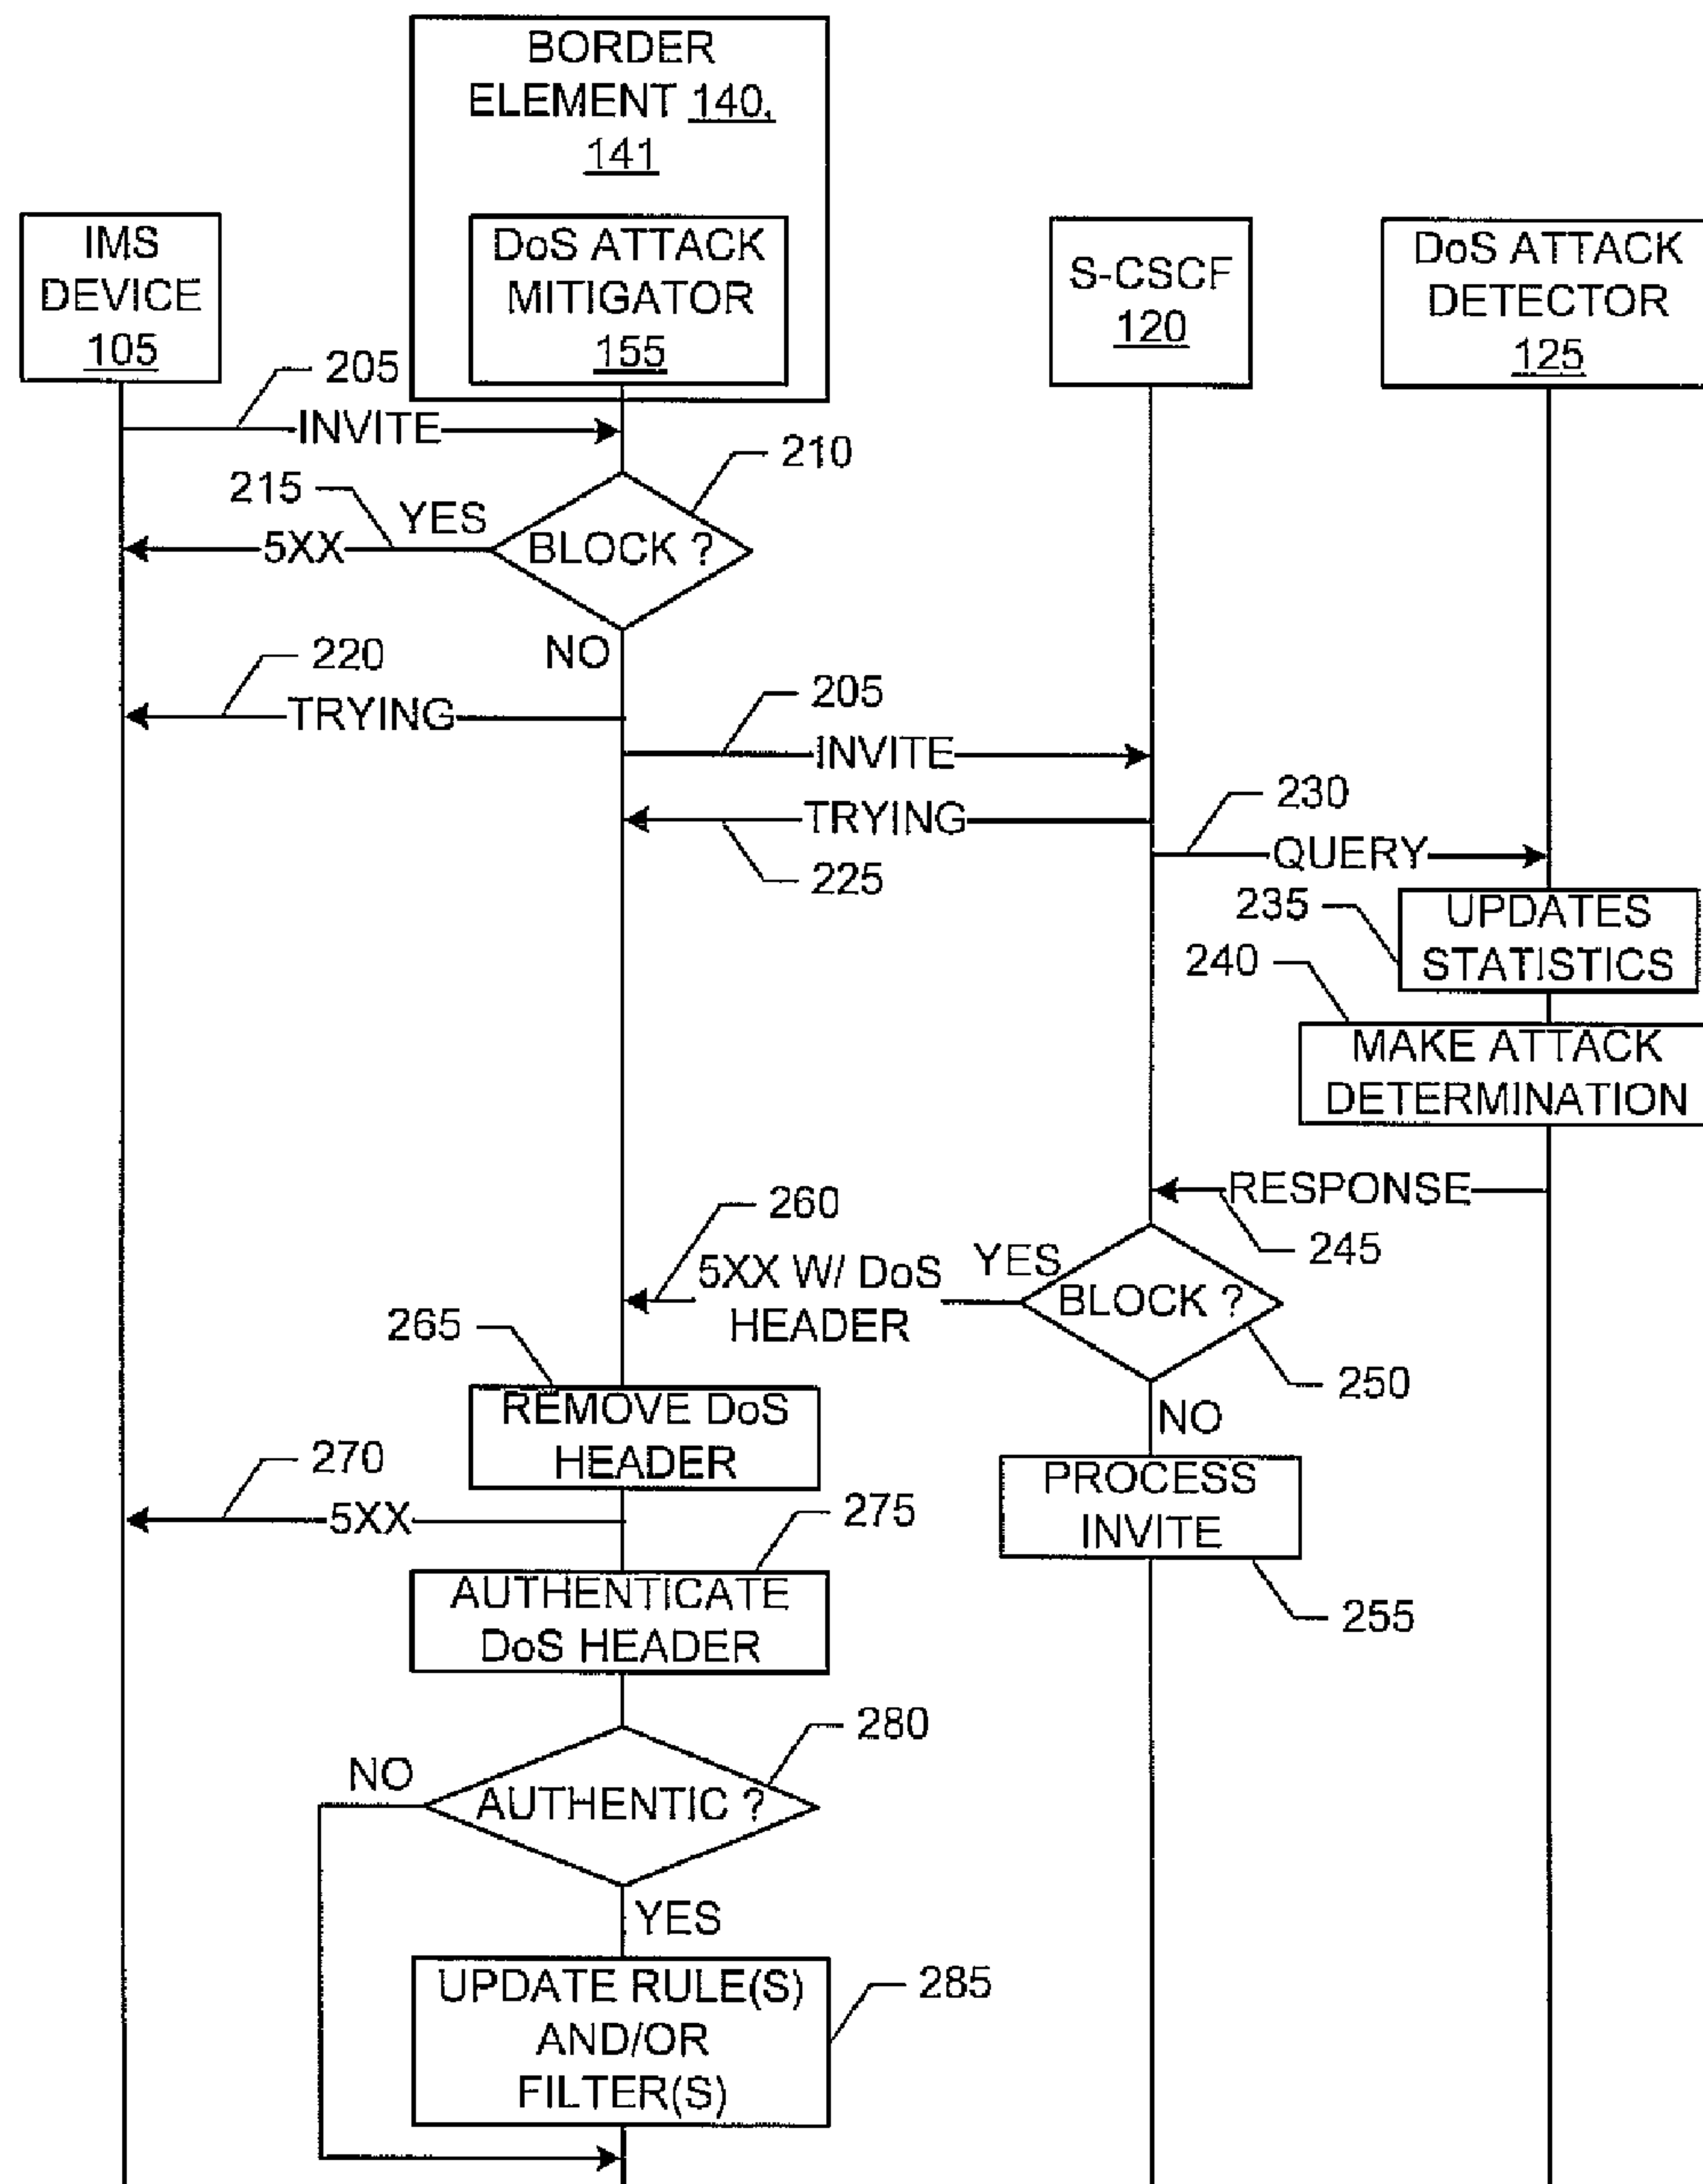 BORDER
ELEMENT 140,
141
IMS
DEVICE
105
DoS ATTACK
MITIGATOR
155
S-CSCF
120
DoS ATTACK
DETECTOR
125
205
INVITE
210
215
YES
5XX
BLOCK ?
NO
220
TRYING
205
INVITE
TRYING
225
230
QUERY
235
UPDATES
STATISTICS
240
MAKE ATTACK
DETERMINATION
RESPONSE
245
260
5XX W/ DoS
HEADER
YES
BLOCK ?
250
NO
265
REMOVE DoS
HEADER
PROCESS
INVITE
255
270
5XX
275
AUTHENTICATE
DoS HEADER
280
NO
AUTHENTIC ?
YES
UPDATE RULE(S)
AND/OR
FILTER(S)
285